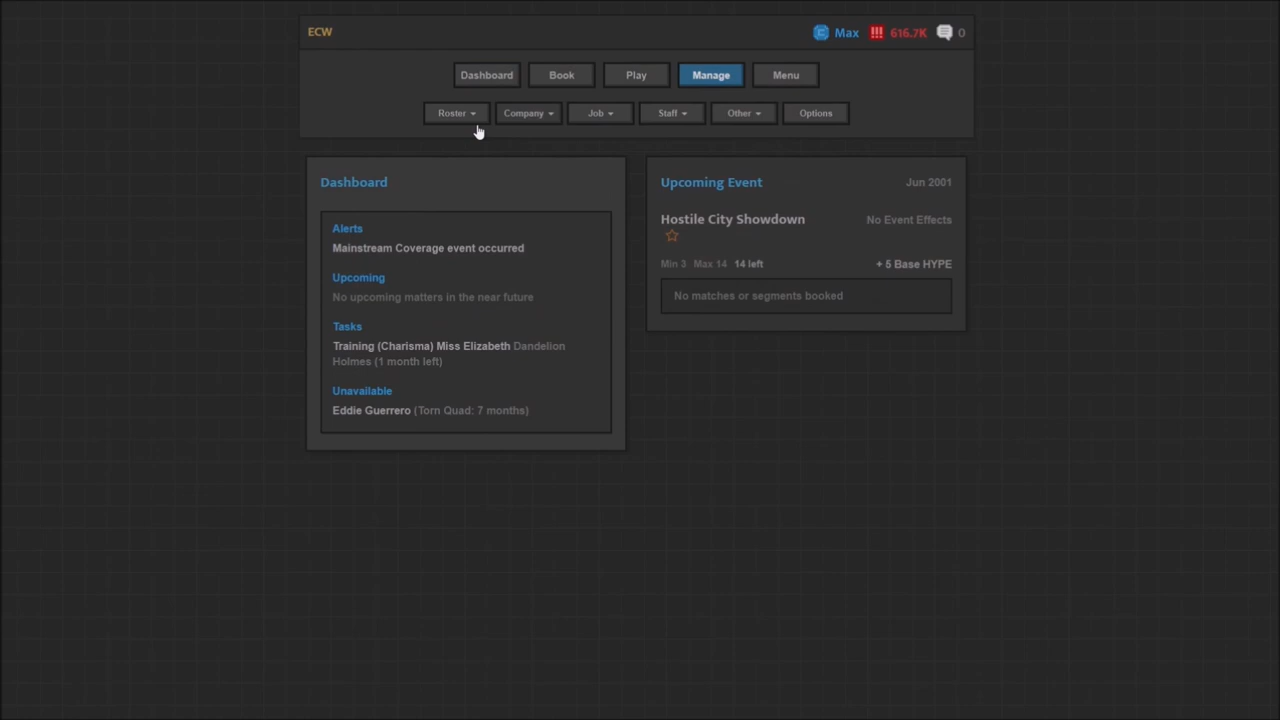 ECW
Max 616.7K 0
Dashboard Book Play Manage Menu
Roster Company Job Staff Other Options
Dashboard
Alerts
Mainstream Coverage event occurred
Upcoming
No upcoming matters in the near future
Tasks
Training (Charisma) Miss Elizabeth Dandelion
Holmes (1 month left)
Unavailable
Eddie Guerrero (Torn Quad: 7 months)
Upcoming Event Jun 2001
Hostile City Showdown No Event Effects
Min 3 Max 14 14 left + 5 Base HYPE
No matches or segments booked